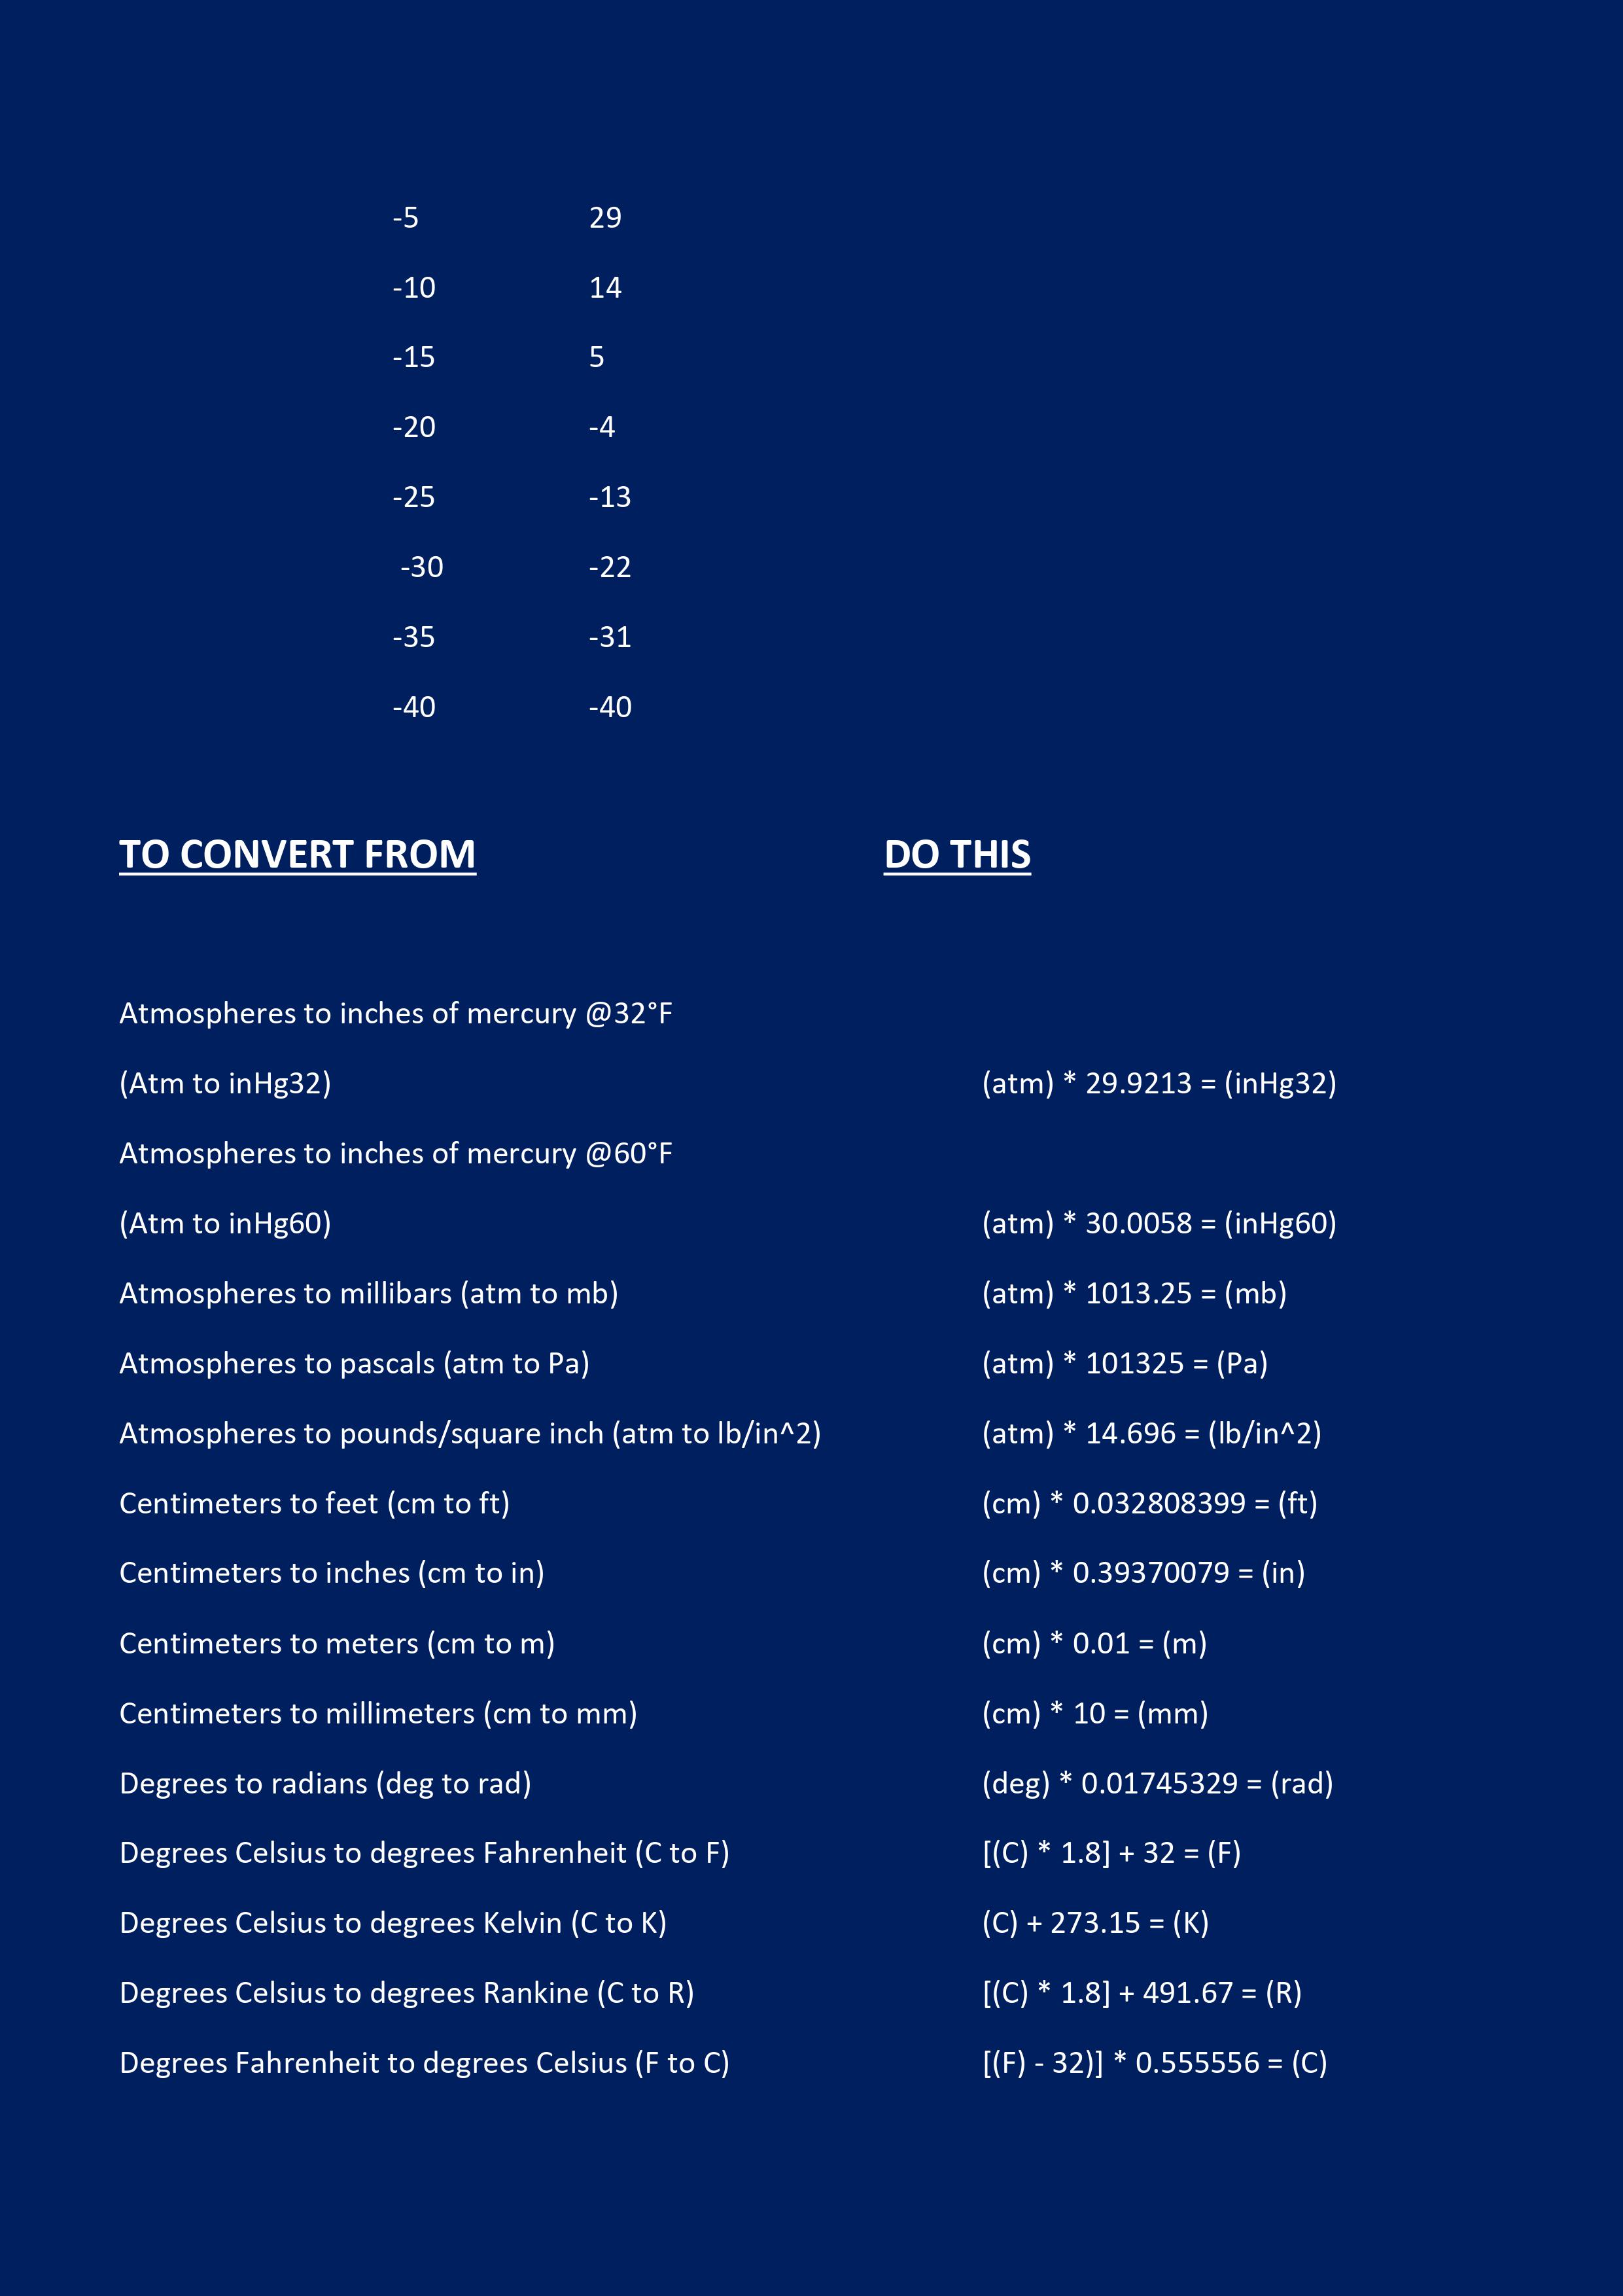 -5 29
-10 14
-15 5
-20 -4
-25 -13
-30 -22
-35 -31
-40 -40
TO CONVERT FROM DO THIS
Atmospheres to inches of mercury @32°F
(Atm to inHg32) (atm) * 29.9213 = (inHg32)
Atmospheres to inches of mercury @60°F
(Atm to inHg60) (atm) * 30.0058 = (inHg60)
Atmospheres to millibars (atm to mb) (atm) * 1013.25 = (mb)
Atmospheres to pascals (atm to Pa) (atm) * 101325 = (Pa)
Atmospheres to pounds/square inch (atm to lb/in^2) (atm) * 14.696 = (lb/in^2)
Centimeters to feet (cm to ft) (cm) * 0.032808399 = (ft)
Centimeters to inches (cm to in) (cm) * 0.39370079 = (in)
Centimeters to meters (cm to m) (cm) * 0.01 = (m)
Centimeters to millimeters (cm to mm) (cm) * 10 = (mm)
Degrees to radians (deg to rad) (deg) * 0.01745329 = (rad)
Degrees Celsius to degrees Fahrenheit (C to F) [(C) * 1.8] + 32 = (F)
Degrees Celsius to degrees Kelvin (C to K) (C) + 273.15 = (K)
Degrees Celsius to degrees Rankine (C to R) [(C) * 1.8] + 491.67 = (R)
Degrees Fahrenheit to degrees Celsius (F to C) [(F) - 32)] * 0.555556 = (C)